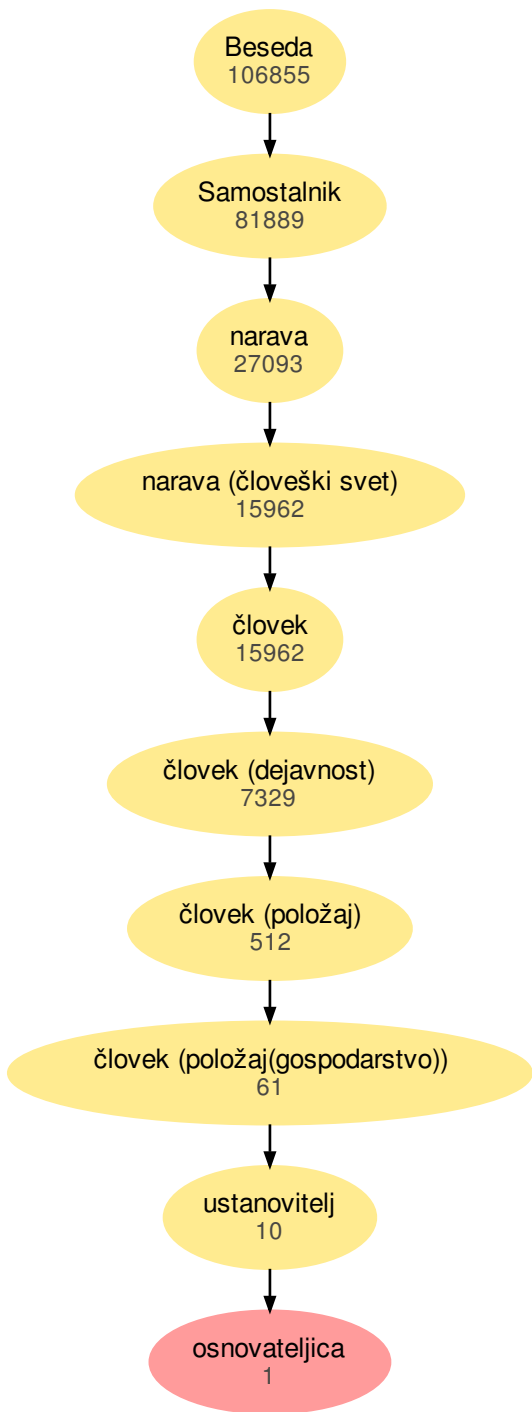 Beseda
106855
Samostalnik
81889
narava
27093
narava (človeški svet)
15962
človek
15962
človek (dejavnost)
7329
človek (položaj)
512
človek (položaj(gospodarstvo))
61
ustanovitelj
10
osnovateljica
1